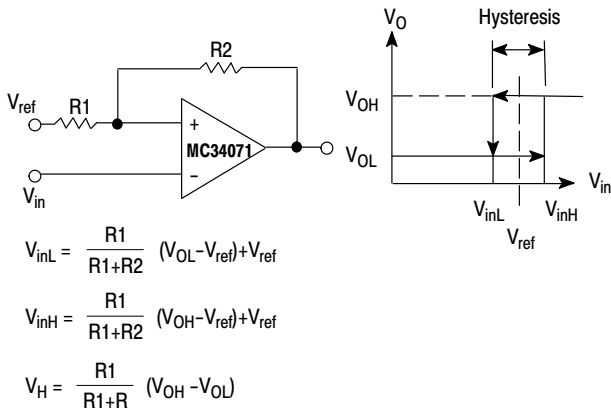 V_O
Hysteresis
R2
V_ref
R1
+
MC34071
−
V_in
V_OH
V_OL
V_in
V_inL
V_inH
V_ref
V_inL = R1/R1+R2 (V_OL−V_ref)+V_ref
V_inH = R1/R1+R2 (V_OH−V_ref)+V_ref
V_H = R1/R1+R (V_OH −V_OL)